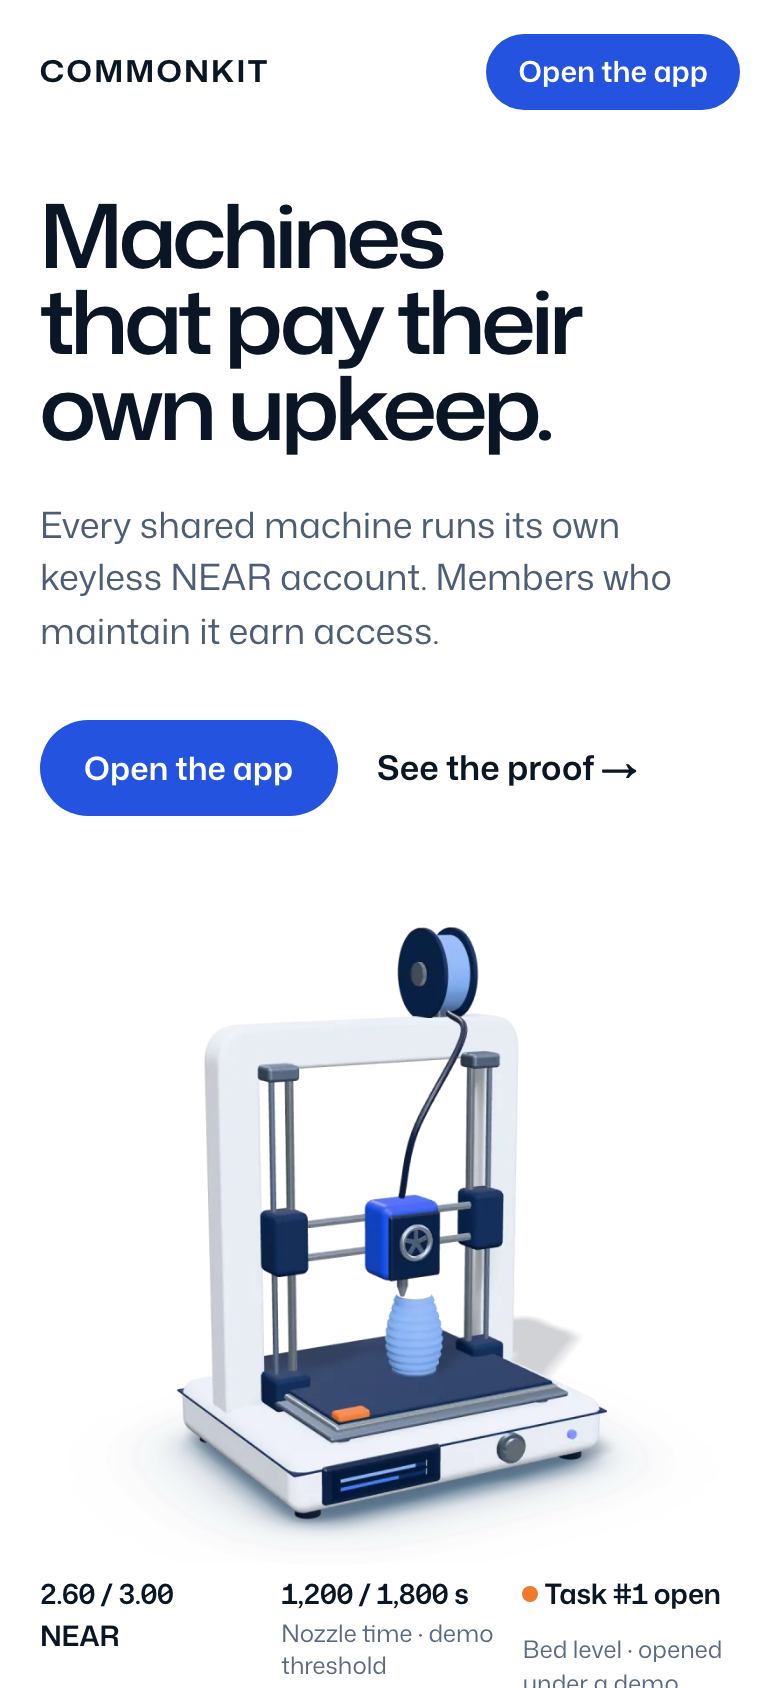 COMMONKIT
Open the app
Machines
that pay their
own upkeep.
Every shared machine runs its own
keyless NEAR account. Members who
maintain it earn access.
Open the app
See the proof →
2.60 / 3.00
NEAR
1,200 / 1,800 s
Nozzle time · demo
threshold
Task #1 open
Bed level · opened
under a demo